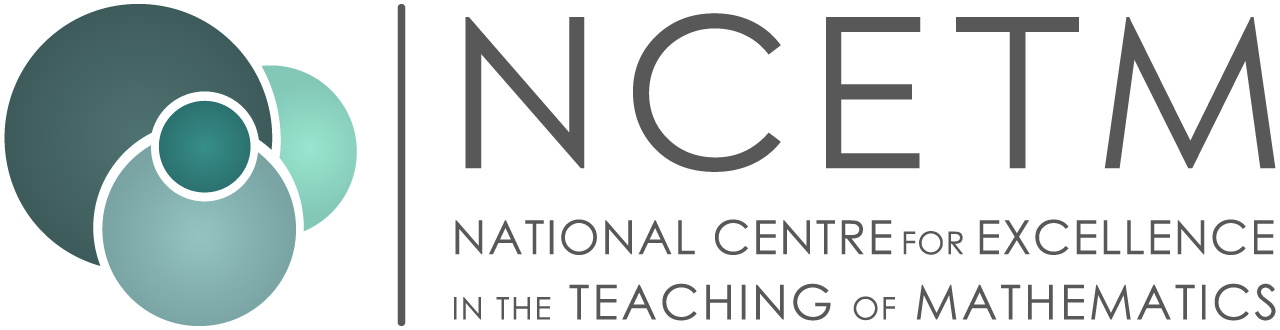 NCETM
NATIONAL CENTRE FOR EXCELLENCE
IN THE TEACHING OF MATHEMATICS